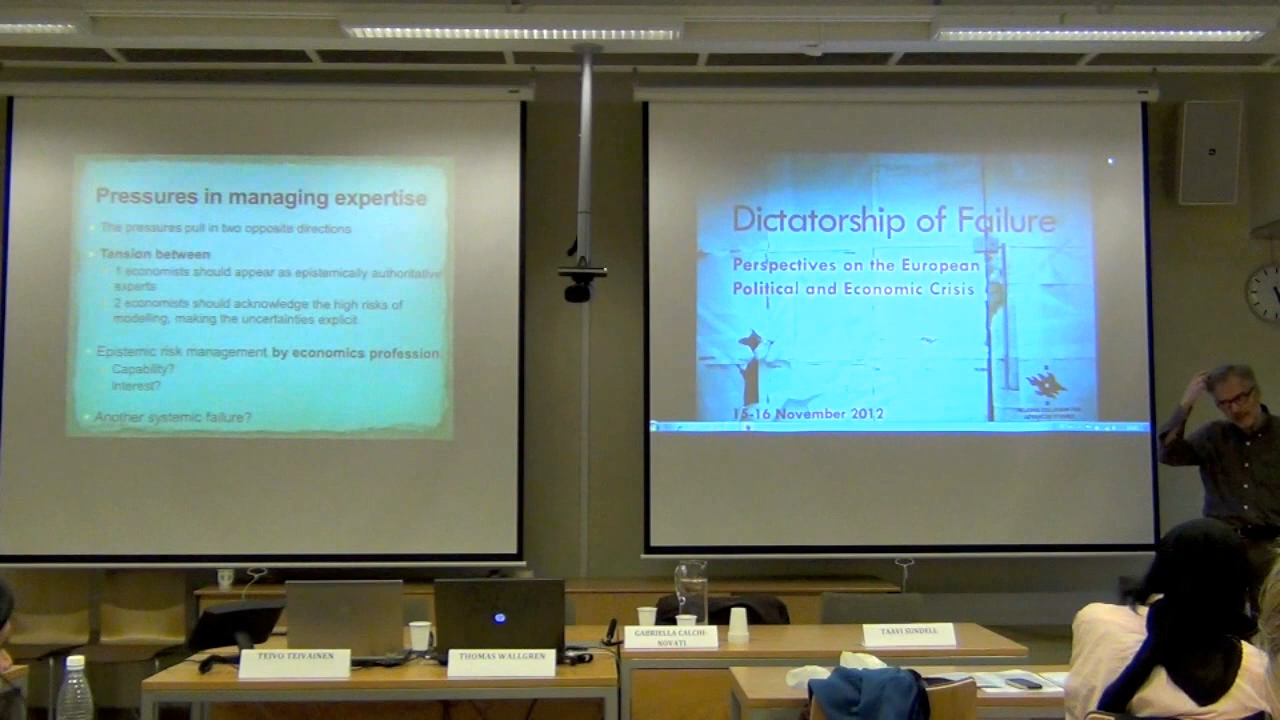 Pressures in managing expertise
The pressures pull in two opposite directions
Tension between
1 economists should appear as epistemically authoritative
experts
2 economists should acknowledge the high risks of
modelling, making the uncertainties explicit
Epistemic risk management by economics profession
Capability?
Interest?
Another systemic failure?
Dictatorship of Failure
Perspectives on the European
Political and Economic Crisis
15-16 November 2012
TEIVO TEIVAINEN
THOMAS WALLGREN
GABRIELLA CALCHI-
NOVATI
TAAVI SUNDELL
hp